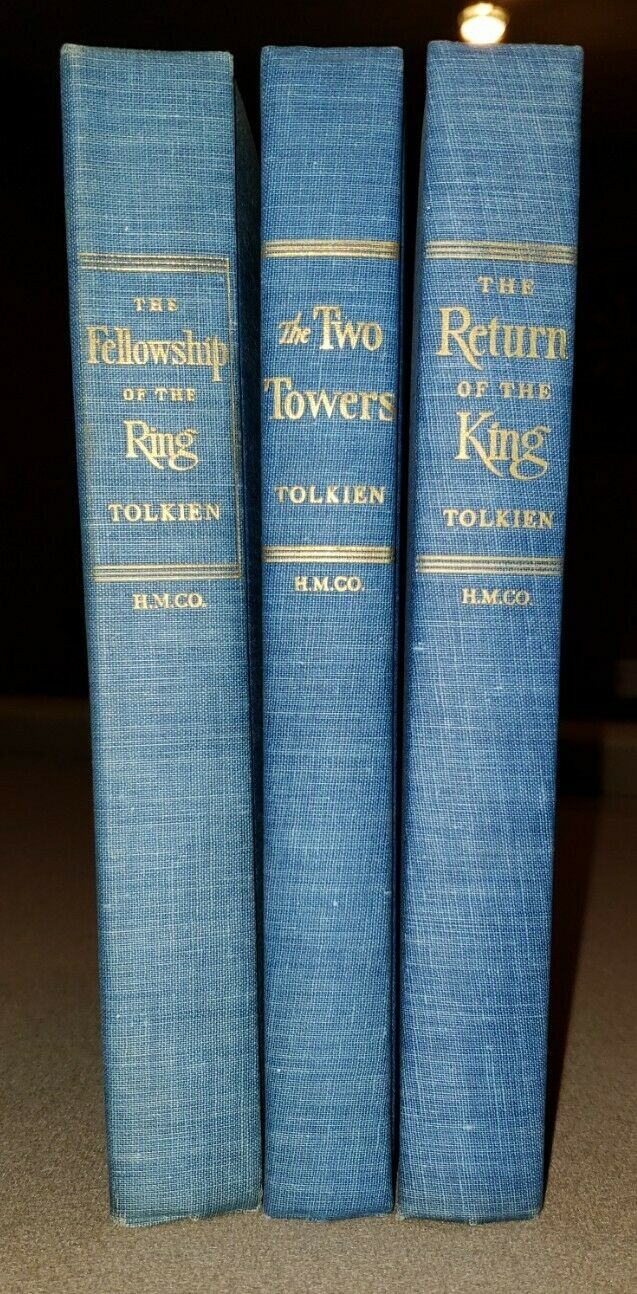 THE
Fellowship
OF THE
Ring
TOLKIEN
H.M.CO.
The Two
Towers
TOLKIEN
H.M.CO.
THE
Return
OF THE
King
TOLKIEN
H.M.CO.